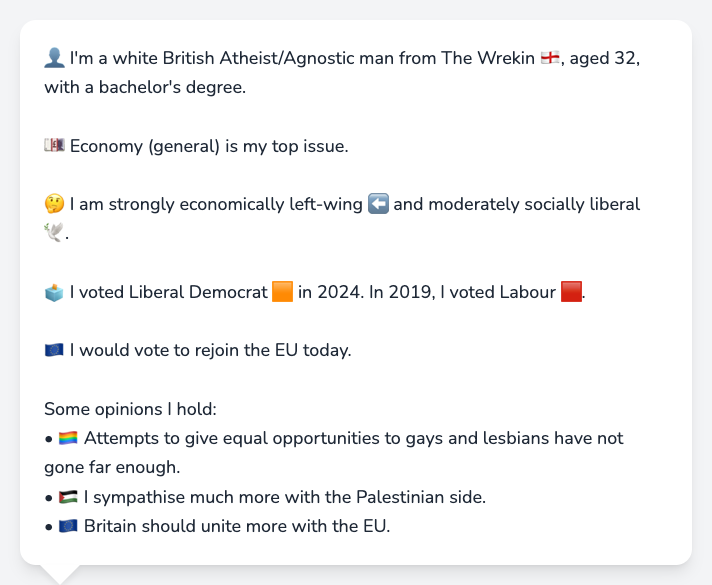 👤 I'm a white British Atheist/Agnostic man from The Wrekin 🏴󠁧󠁢󠁥󠁮󠁧󠁿, aged 32,
with a bachelor's degree.
💷 Economy (general) is my top issue.
🤔 I am strongly economically left-wing ⬅️ and moderately socially liberal
🕊️.
🗳️ I voted Liberal Democrat 🟧 in 2024. In 2019, I voted Labour 🟥.
🇪🇺 I would vote to rejoin the EU today.
Some opinions I hold:
• 🏳️‍🌈 Attempts to give equal opportunities to gays and lesbians have not
gone far enough.
• 🇵🇸 I sympathise much more with the Palestinian side.
• 🇪🇺 Britain should unite more with the EU.